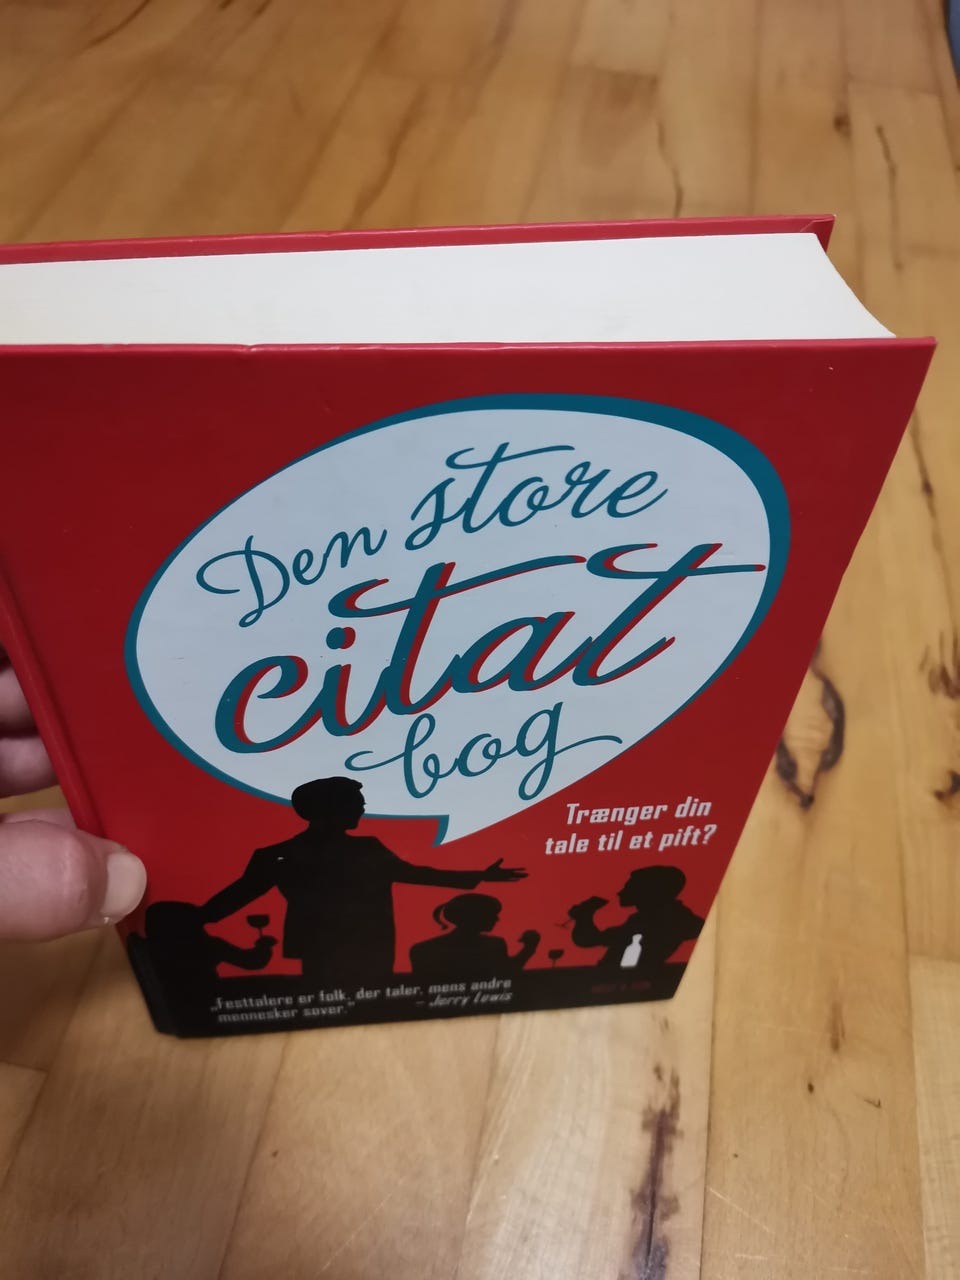 Den store
citat
bog
Trænger din
tale til et pift?
„Festtalere er folk, der taler, mens andre
mennesker sover.”
– Jerry Lewis